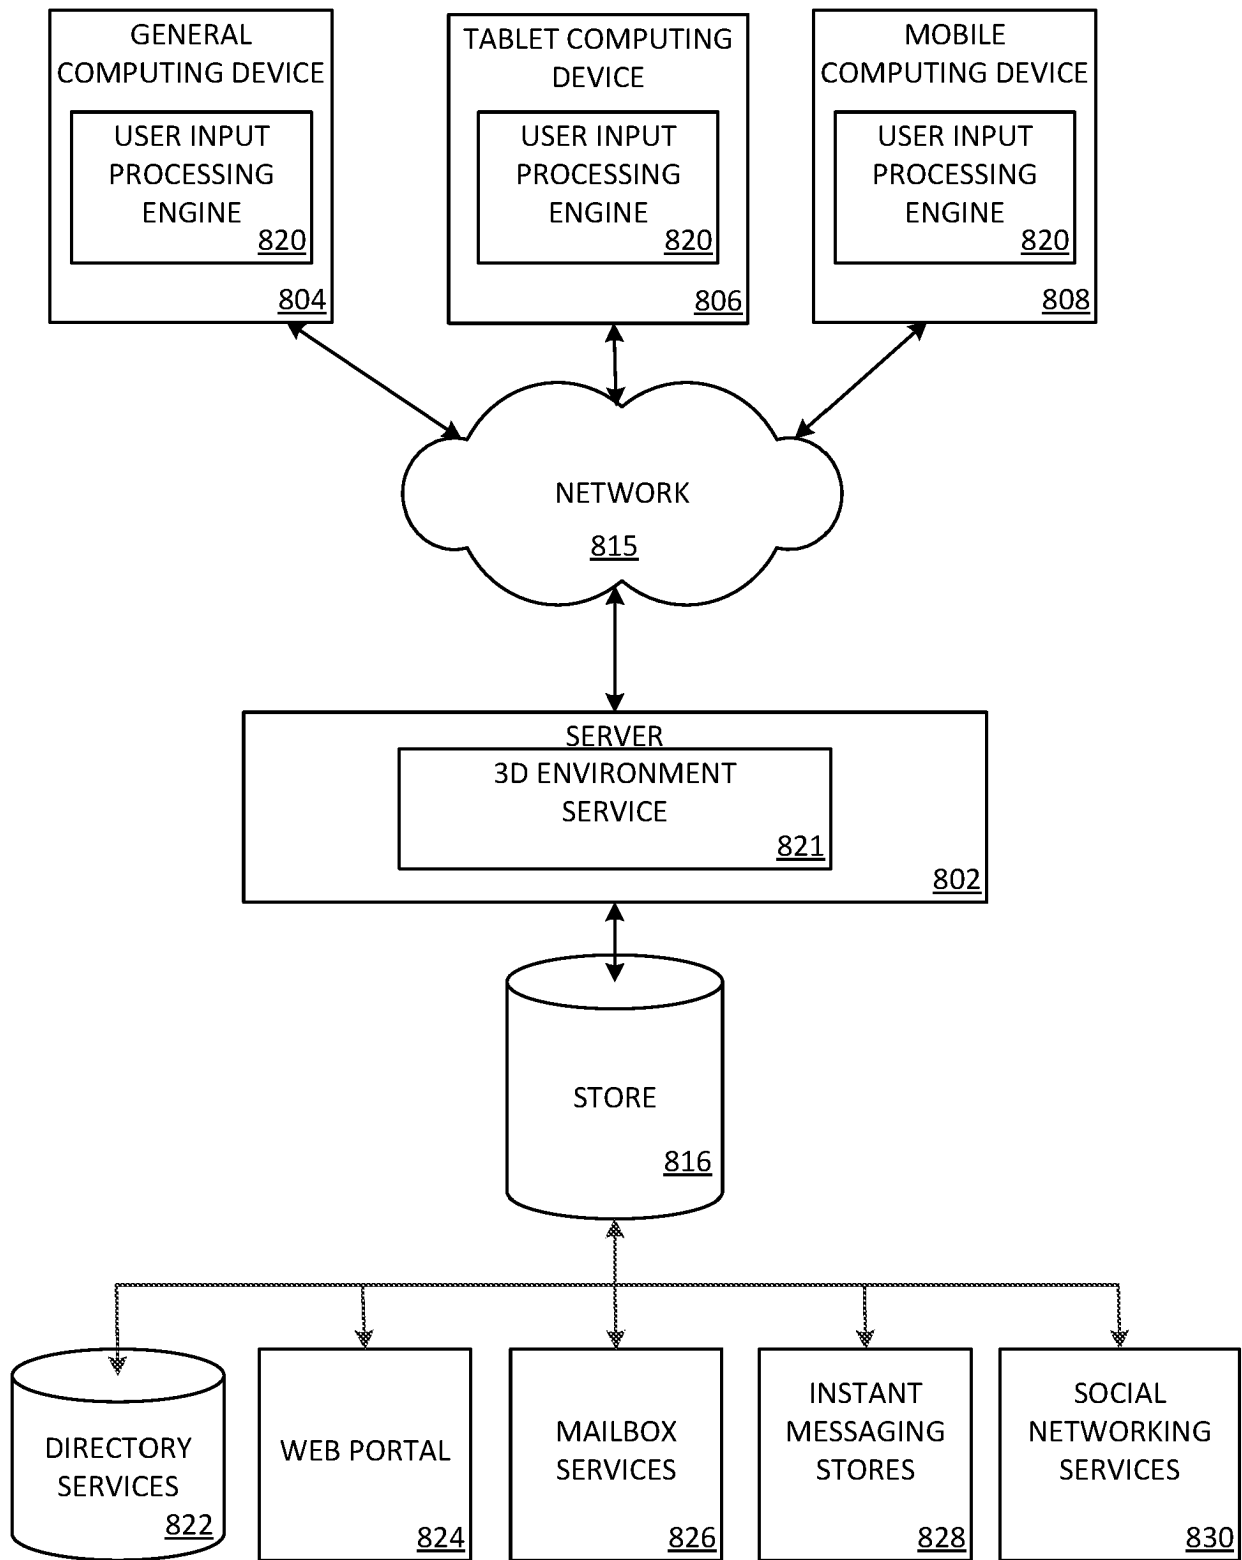 GENERAL
COMPUTING DEVICE
USER INPUT
PROCESSING
ENGINE
820
804
TABLET COMPUTING
DEVICE
USER INPUT
PROCESSING
ENGINE
820
806
MOBILE
COMPUTING DEVICE
USER INPUT
PROCESSING
ENGINE
820
808
NETWORK
815
SERVER
3D ENVIRONMENT
SERVICE
821
802
STORE
816
DIRECTORY
SERVICES
822
WEB PORTAL
824
MAILBOX
SERVICES
826
INSTANT
MESSAGING
STORES
828
SOCIAL
NETWORKING
SERVICES
830